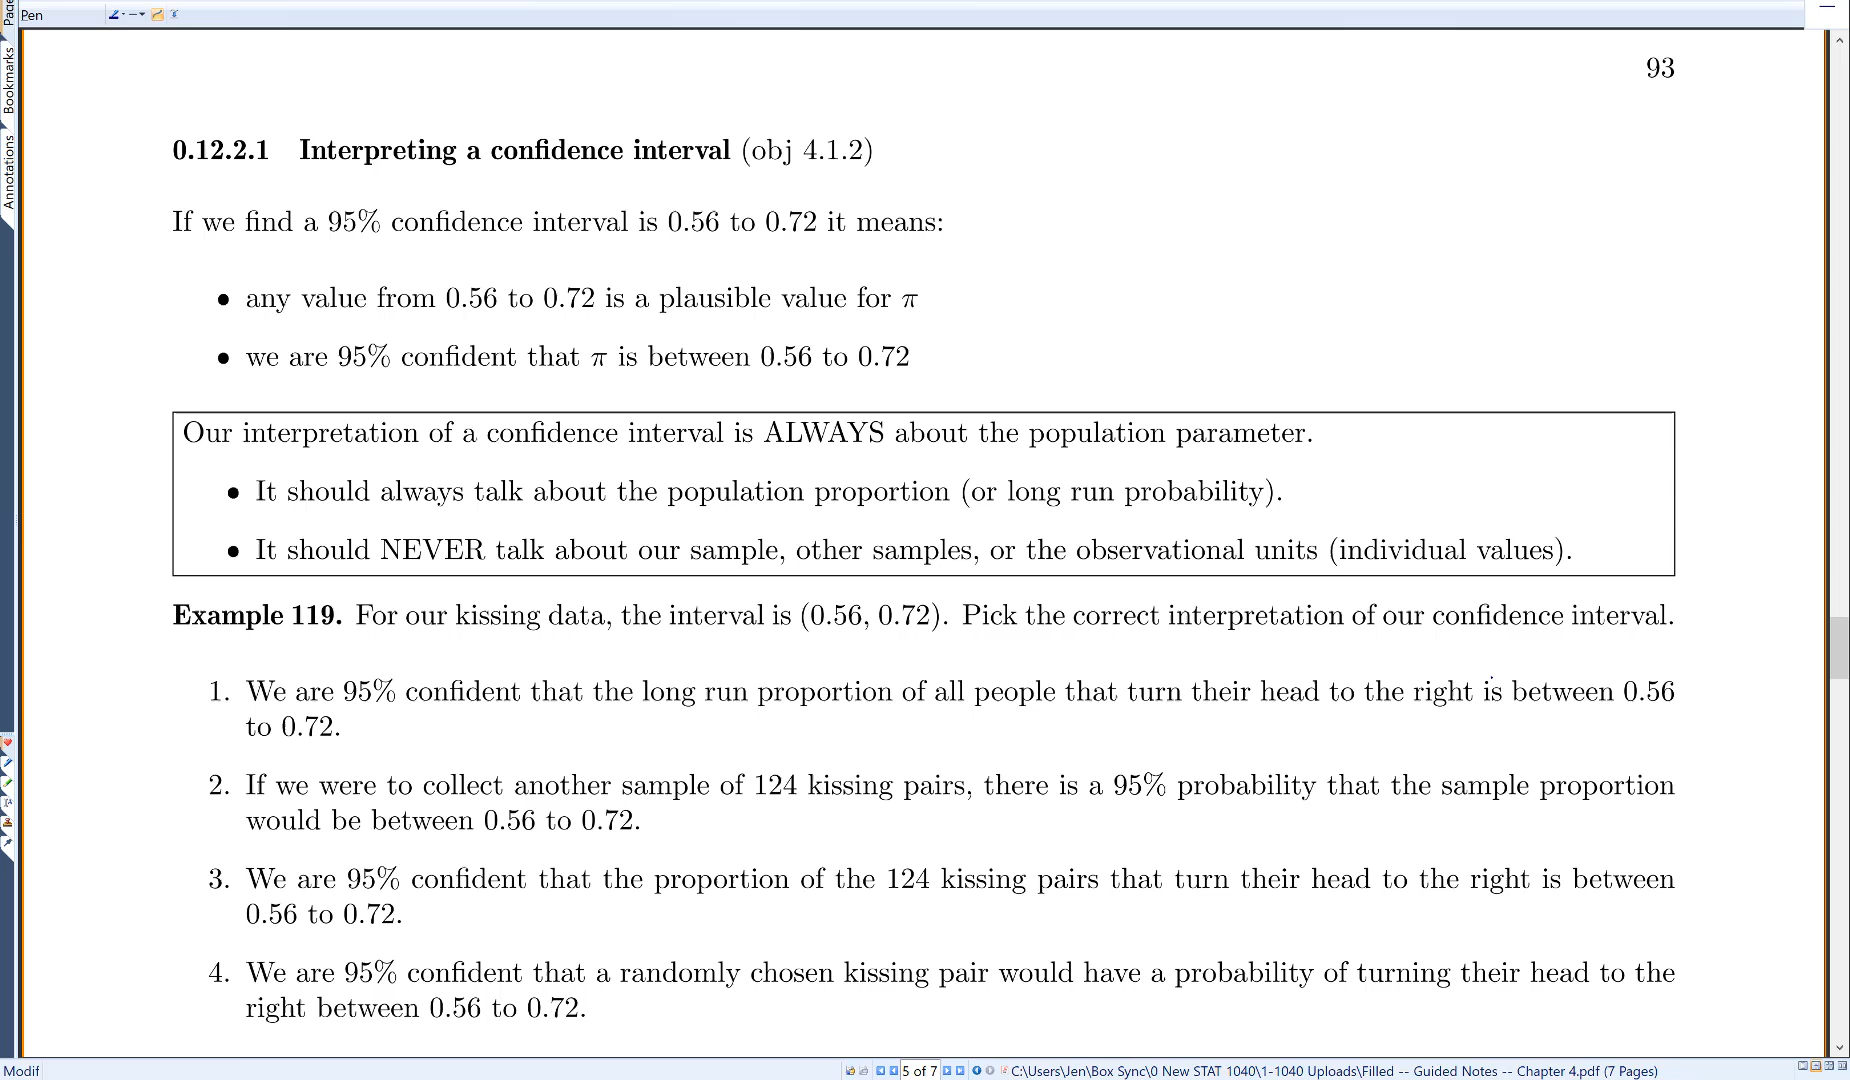 Pen
Page
Bookmarks
Annotations
93
0.12.2.1 Interpreting a confidence interval (obj 4.1.2)
If we find a 95% confidence interval is 0.56 to 0.72 it means:
• any value from 0.56 to 0.72 is a plausible value for π
• we are 95% confident that π is between 0.56 to 0.72
Our interpretation of a confidence interval is ALWAYS about the population parameter.
• It should always talk about the population proportion (or long run probability).
• It should NEVER talk about our sample, other samples, or the observational units (individual values).
Example 119. For our kissing data, the interval is (0.56, 0.72). Pick the correct interpretation of our confidence interval.
1. We are 95% confident that the long run proportion of all people that turn their head to the right is between 0.56
to 0.72.
2. If we were to collect another sample of 124 kissing pairs, there is a 95% probability that the sample proportion
would be between 0.56 to 0.72.
3. We are 95% confident that the proportion of the 124 kissing pairs that turn their head to the right is between
0.56 to 0.72.
4. We are 95% confident that a randomly chosen kissing pair would have a probability of turning their head to the
right between 0.56 to 0.72.
Modif
5 of 7
C:\Users\Jen\Box Sync\0 New STAT 1040\1-1040 Uploads\Filled -- Guided Notes -- Chapter 4.pdf (7 Pages)